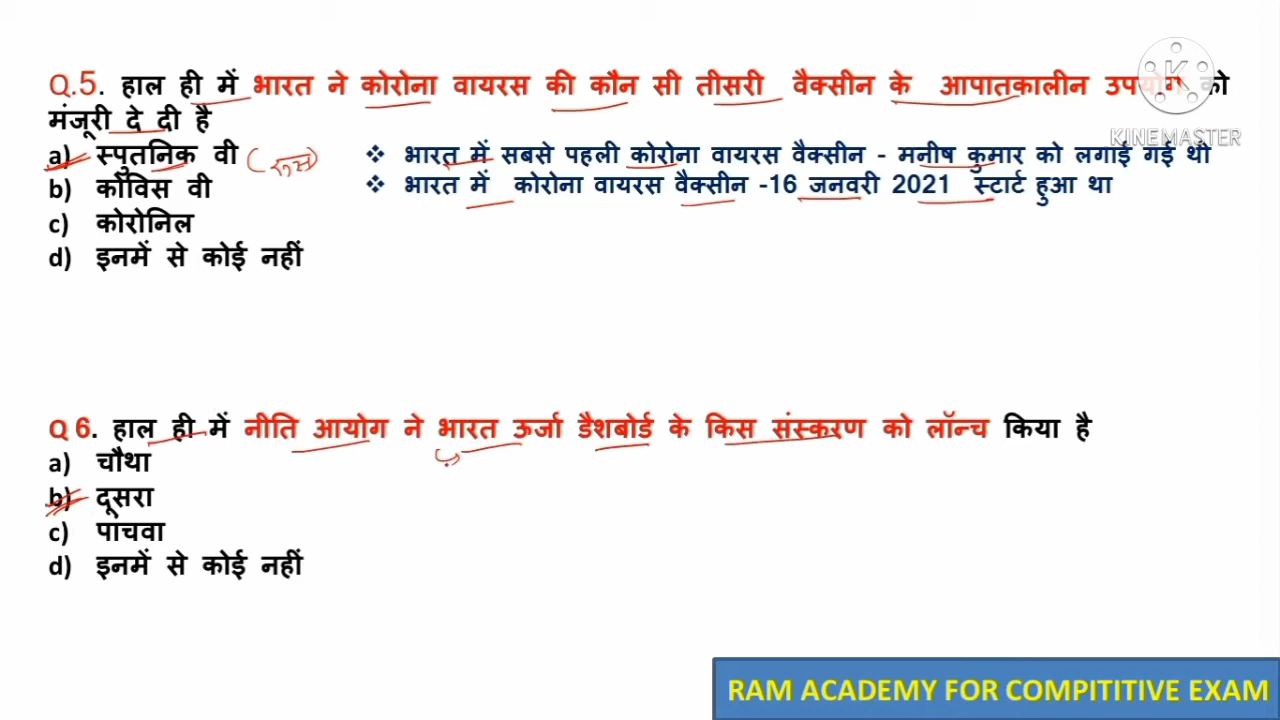 Q.5. हाल ही में भारत ने कोरोना वायरस की कौन सी तीसरी वैक्सीन के आपातकालीन उपयोग को
मंजूरी दे दी है
a) स्पुतनिक वी (रूस)
b) कोविस वी
c) कोरोनिल
d) इनमें से कोई नहीं
❖ भारत में सबसे पहली कोरोना वायरस वैक्सीन - मनीष कुमार को लगाई गई थी
❖ भारत में कोरोना वायरस वैक्सीन -16 जनवरी 2021 स्टार्ट हुआ था
KINEMASTER
Q 6. हाल ही में नीति आयोग ने भारत ऊर्जा डैशबोर्ड के किस संस्करण को लॉन्च किया है
a) चौथा
b) दूसरा
c) पांचवा
d) इनमें से कोई नहीं
RAM ACADEMY FOR COMPITITIVE EXAM